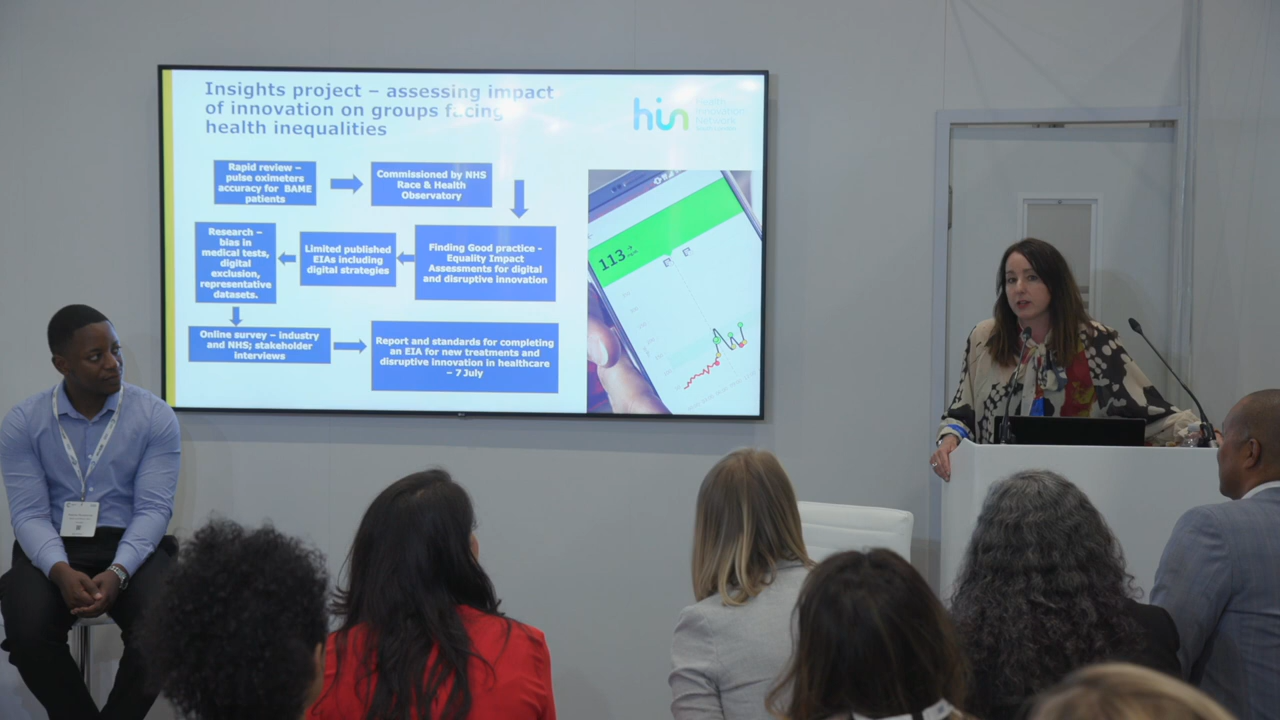 Insights project – assessing impact
of innovation on groups facing
health inequalities
hin
Health
Innovation
Network
Rapid review –
pulse oximeters
accuracy for BAME
patients
Commissioned by NHS
Race & Health
Observatory
Research –
bias in
medical tests,
digital
exclusion,
representative
datasets.
Limited published
EIAs including
digital strategies
Finding Good practice -
Equality Impact
Assessments for digital
and disruptive innovation
Online survey – industry
and NHS; stakeholder
interviews
Report and standards for completing
an EIA for new treatments and
disruptive innovation in healthcare
– 7 July
113